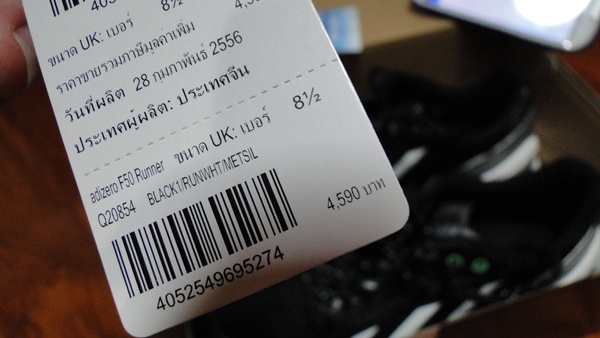 ขนาด UK: เบอร์ 8½
ราคาขายรวมภาษีมูลค่าเพิ่ม
วันที่ผลิต 28 กุมภาพันธ์ 2556
ประเทศผู้ผลิต: ประเทศจีน
adizero F50 Runner ขนาด UK: เบอร์ 8½
Q20854 BLACK1/RUNWHT/METSIL
4,590 บาท
4052549695274